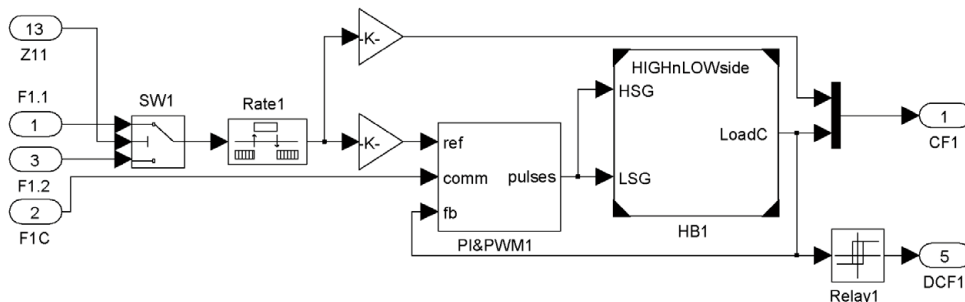 13
Z11
F1.1
1
3
F1.2
2
F1C
SW1
Rate1
-K-
-K-
ref
comm
fb
pulses
PI&PWM1
HIGHnLOWside
HSG
LoadC
LSG
HB1
1
CF1
Relay1
5
DCF1